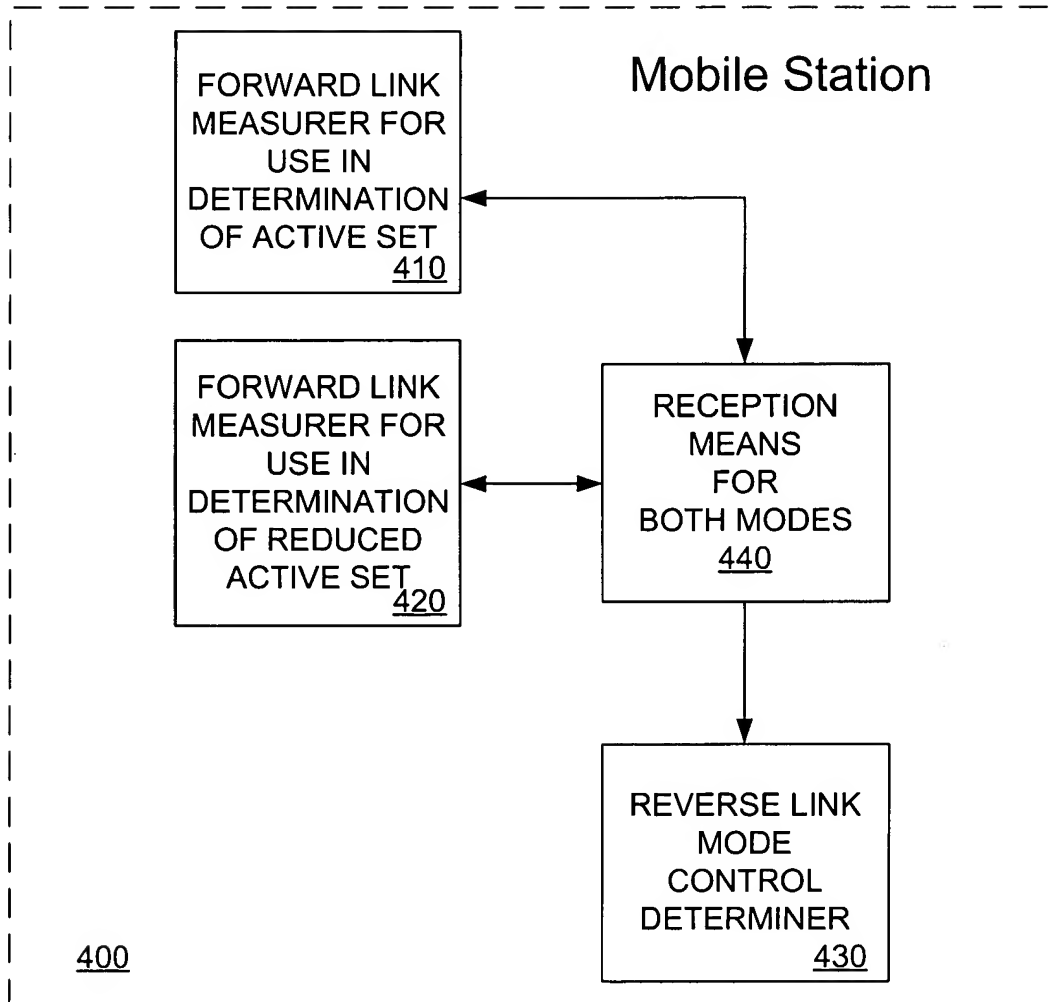 Mobile Station
FORWARD LINK
MEASURER FOR
USE IN
DETERMINATION
OF ACTIVE SET
410
FORWARD LINK
MEASURER FOR
USE IN
DETERMINATION
OF REDUCED
ACTIVE SET
420
RECEPTION
MEANS
FOR
BOTH MODES
440
REVERSE LINK
MODE
CONTROL
DETERMINER
430
400